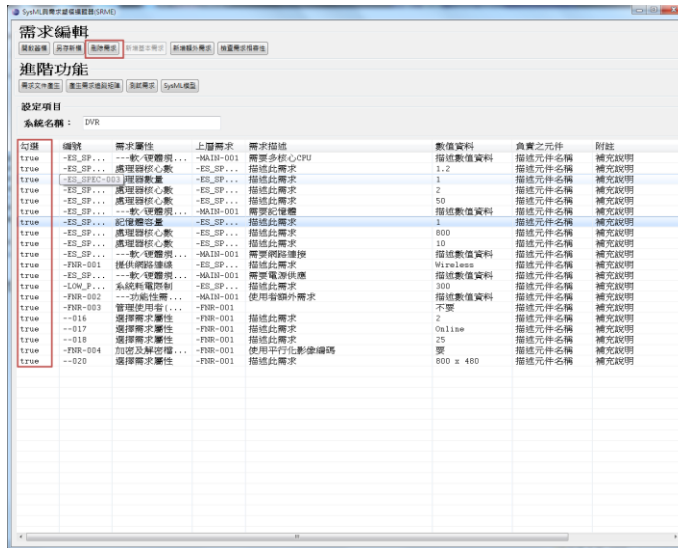 SysML與需求塑模編輯器(SRME)
需求編輯
開啟舊檔 另存新檔 刪除需求 新增基本需求 新增額外需求 檢查需求相容性
進階功能
需求文件產生 產生需求追蹤矩陣 測試需求 SysML模型
設定項目
系統名稱： DVR
勾選 編號 需求屬性 上層需求 需求描述 數值資料 負責之元件 附註
true -ES_SP... ---軟/硬體規... -MAIN-001 需要多核心CPU 描述數值資料 描述元件名稱 補充說明
true -ES_SP... 處理器核心數 -ES_SP... 描述此需求 1.2 描述元件名稱 補充說明
true -ES_SPEC-003 理器數量 -ES_SP... 描述此需求 1 描述元件名稱 補充說明
true -ES_SP... 處理器核心數 -ES_SP... 描述此需求 2 描述元件名稱 補充說明
true -ES_SP... 處理器核心數 -ES_SP... 描述此需求 50 描述元件名稱 補充說明
true -ES_SP... ---軟/硬體規... -MAIN-001 需要記憶體 描述數值資料 描述元件名稱 補充說明
true -ES_SP... 記憶體容量 -ES_SP... 描述此需求 1 描述元件名稱 補充說明
true -ES_SP... 處理器核心數 -ES_SP... 描述此需求 800 描述元件名稱 補充說明
true -ES_SP... 處理器核心數 -ES_SP... 描述此需求 10 描述元件名稱 補充說明
true -ES_SP... ---軟/硬體規... -MAIN-001 需要網路連接 描述數值資料 描述元件名稱 補充說明
true -FNR-001 提供網路連線 -ES_SP... 描述此需求 Wireless 描述元件名稱 補充說明
true -ES_SP... ---軟/硬體規... -MAIN-001 需要電源供應 描述數值資料 描述元件名稱 補充說明
true -LOW_P... 系統耗電限制 -ES_SP... 描述此需求 300 描述元件名稱 補充說明
true -FNR-002 ---功能性需... -MAIN-001 使用者額外需求 描述數值資料 描述元件名稱 補充說明
true -FNR-003 管理使用者(... -FNR-001 不要 描述元件名稱 補充說明
true --016 選擇需求屬性 -FNR-001 描述此需求 2 描述元件名稱 補充說明
true --017 選擇需求屬性 -FNR-001 描述此需求 Online 描述元件名稱 補充說明
true --018 選擇需求屬性 -FNR-001 描述此需求 25 描述元件名稱 補充說明
true -FNR-004 加密及解密檔... -FNR-001 使用平行化影像編碼 要 描述元件名稱 補充說明
true --020 選擇需求屬性 -FNR-001 描述此需求 800 x 480 描述元件名稱 補充說明